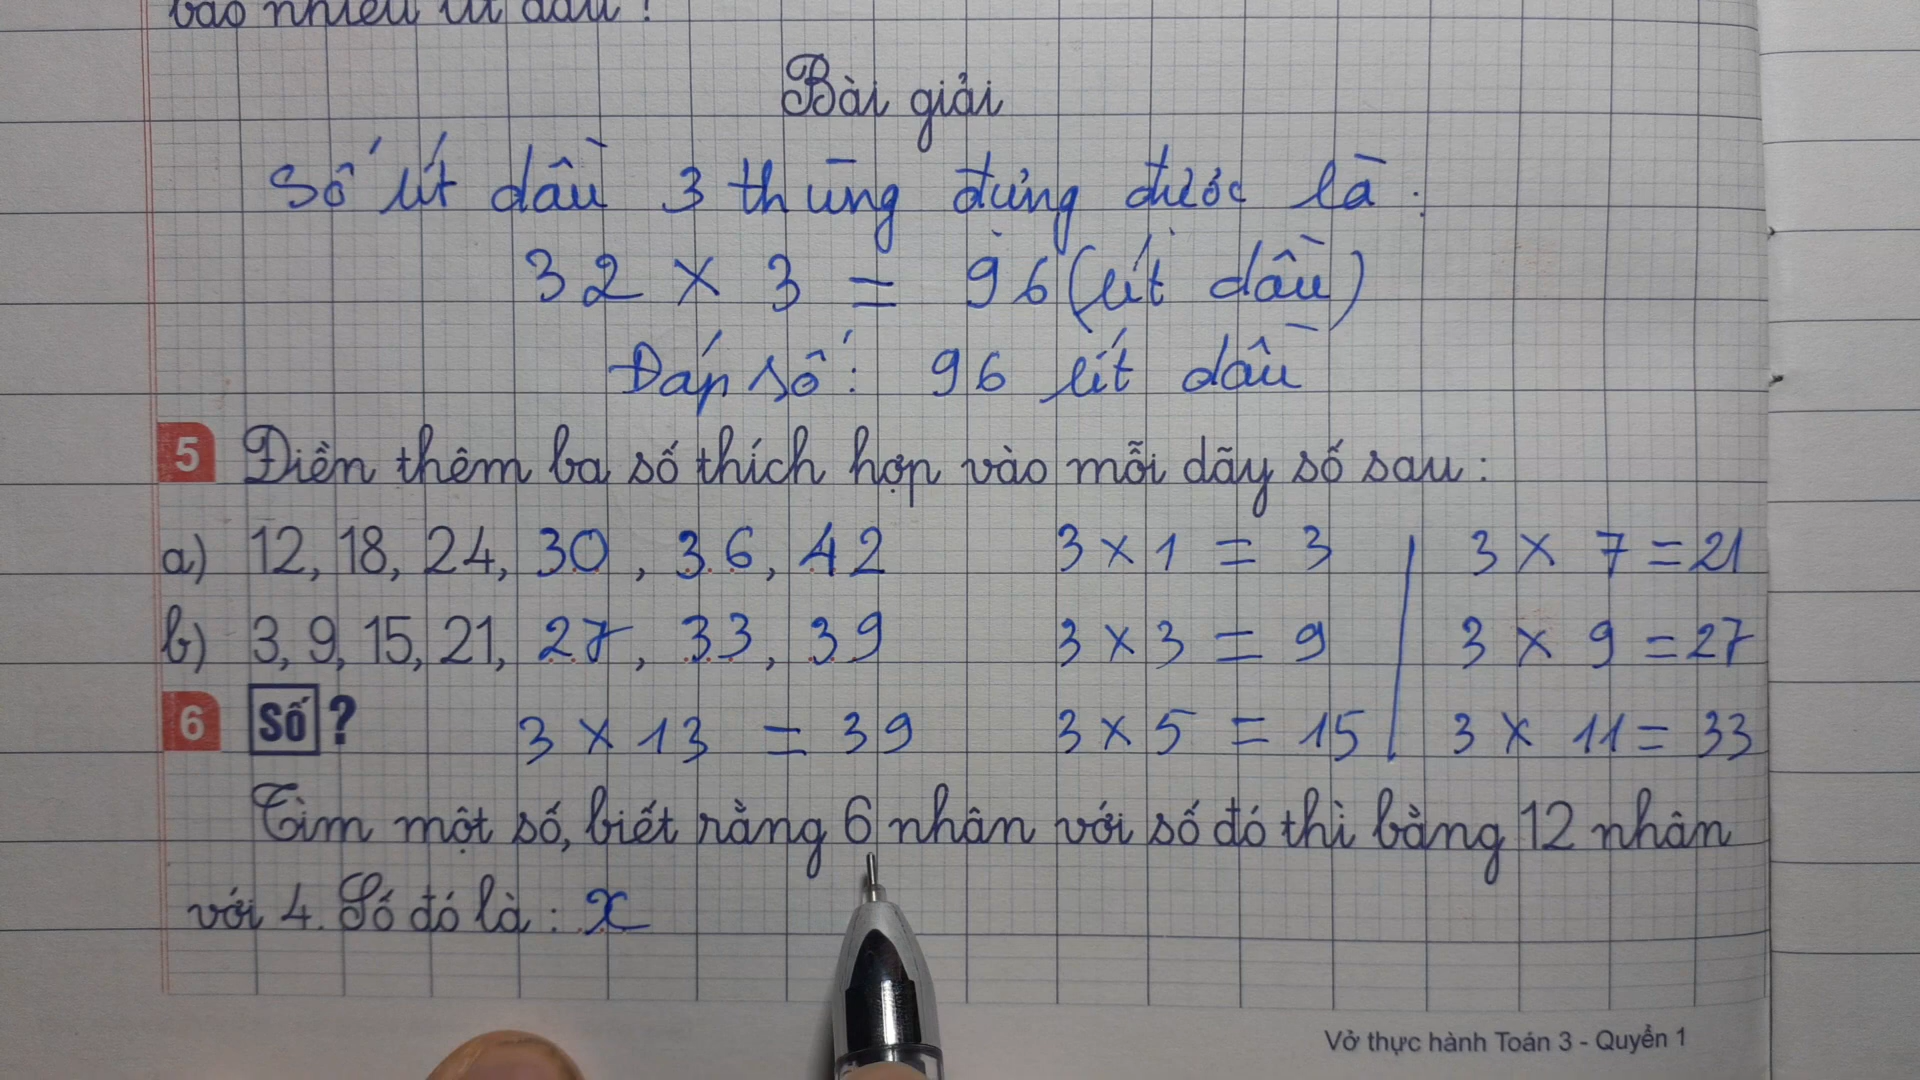 bao nhiêu lít dầu ?
Bài giải
Số lít dầu 3 thùng đựng được là :
32 × 3 = 96 (lít dầu)
Đáp số : 96 lít dầu
5 Điền thêm ba số thích hợp vào mỗi dãy số sau :
a) 12, 18, 24, 30, 36, 42 3 × 1 = 3 3 × 7 = 21
b) 3, 9, 15, 21, 27, 33, 39 3 × 3 = 9 3 × 9 = 27
6 Số ? 3 × 13 = 39 3 × 5 = 15 3 × 11 = 33
Tìm một số, biết rằng 6 nhân với số đó thì bằng 12 nhân
với 4. Số đó là : x
Vở thực hành Toán 3 - Quyển 1